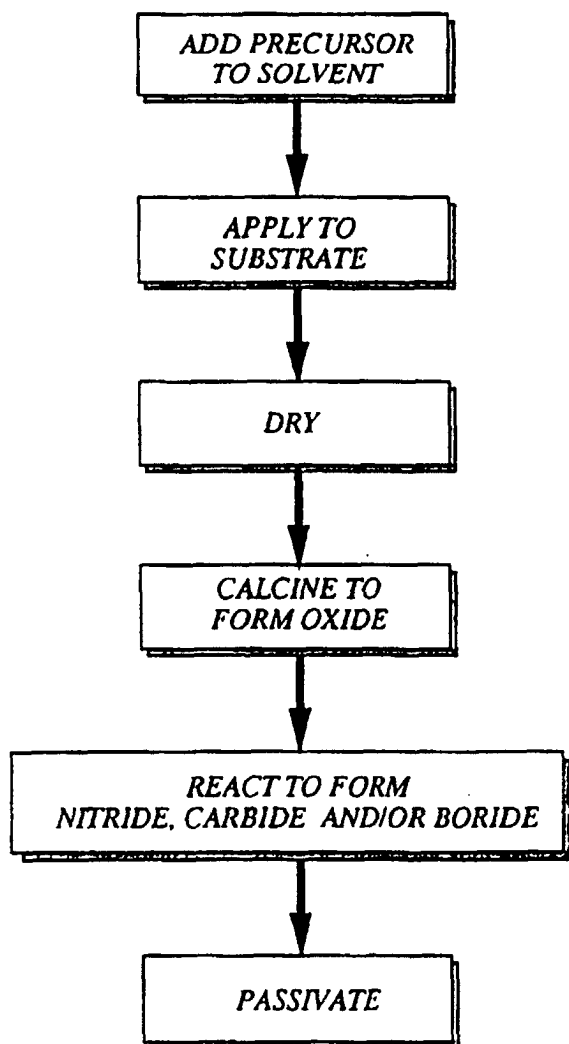 ADD PRECURSOR
TO SOLVENT
APPLY TO
SUBSTRATE
DRY
CALCINE TO
FORM OXIDE
REACT TO FORM
NITRIDE, CARBIDE AND/OR BORIDE
PASSIVATE